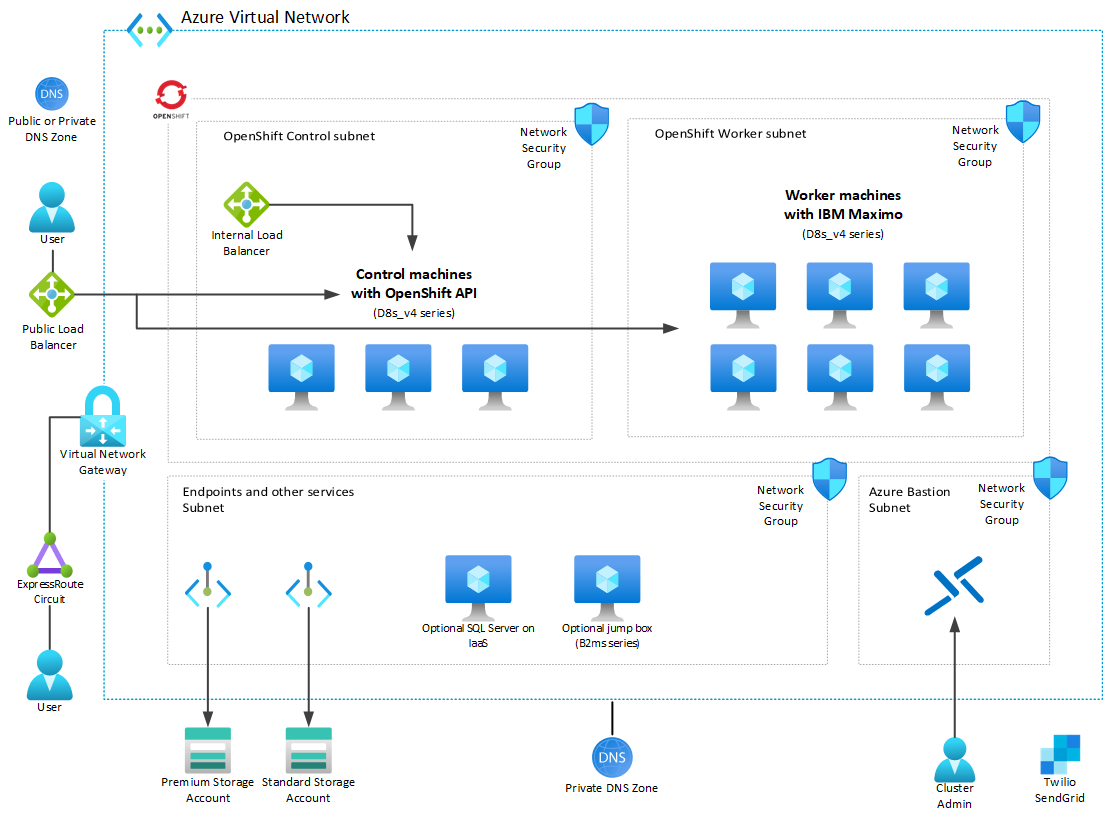 Azure Virtual Network
DNS
Public or Private
DNS Zone
OPENSHIFT
OpenShift Control subnet
Network
Security
Group
OpenShift Worker subnet
Network
Security
Group
User
Internal Load
Balancer
Worker machines
with IBM Maximo
(D8s_v4 series)
Control machines
with OpenShift API
(D8s_v4 series)
Public Load
Balancer
Virtual Network
Gateway
Endpoints and other services
Subnet
Network
Security
Group
Azure Bastion
Subnet
Network
Security
Group
ExpressRoute
Circuit
Optional SQL Server on
IaaS
Optional jump box
(B2ms series)
User
Premium Storage
Account
Standard Storage
Account
DNS
Private DNS Zone
Cluster
Admin
Twilio
SendGrid